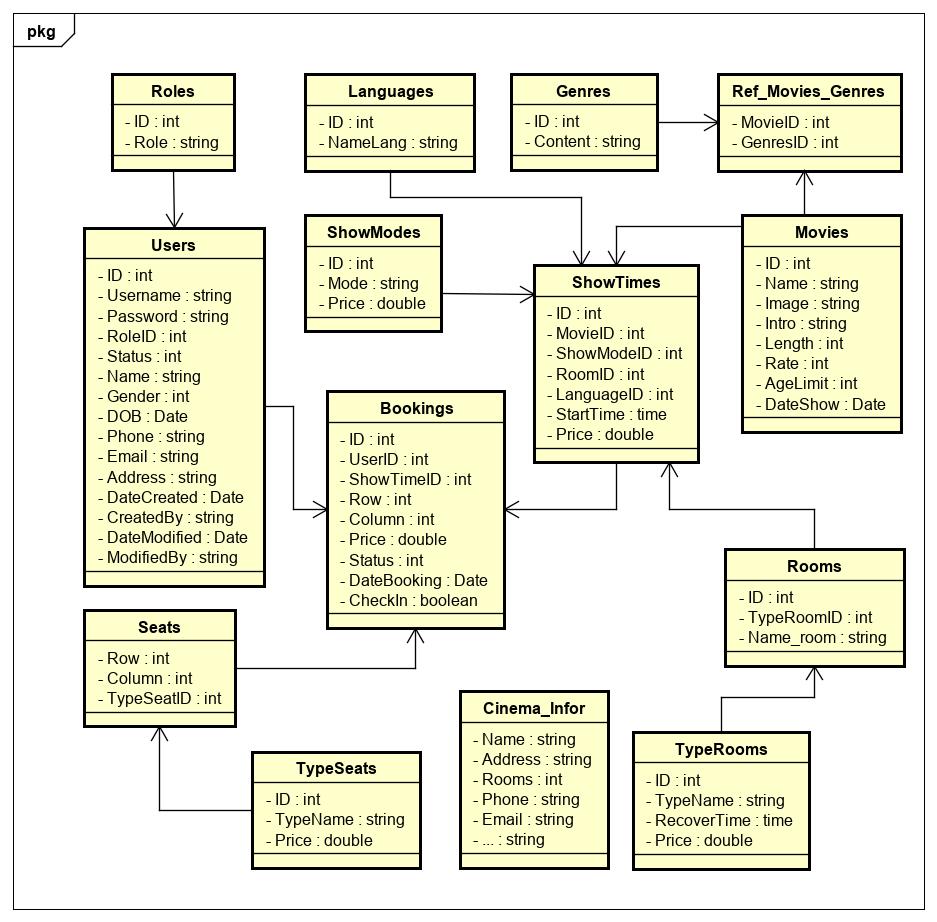 pkg
Roles
- ID : int
- Role : string
Languages
- ID : int
- NameLang : string
Genres
- ID : int
- Content : string
Ref_Movies_Genres
- MovieID : int
- GenresID : int
Users
- ID : int
- Username : string
- Password : string
- RoleID : int
- Status : int
- Name : string
- Gender : int
- DOB : Date
- Phone : string
- Email : string
- Address : string
- DateCreated : Date
- CreatedBy : string
- DateModified : Date
- ModifiedBy : string
ShowModes
- ID : int
- Mode : string
- Price : double
ShowTimes
- ID : int
- MovieID : int
- ShowModeID : int
- RoomID : int
- LanguageID : int
- StartTime : time
- Price : double
Movies
- ID : int
- Name : string
- Image : string
- Intro : string
- Length : int
- Rate : int
- AgeLimit : int
- DateShow : Date
Bookings
- ID : int
- UserID : int
- ShowTimeID : int
- Row : int
- Column : int
- Price : double
- Status : int
- DateBooking : Date
- CheckIn : boolean
Rooms
- ID : int
- TypeRoomID : int
- Name_room : string
Seats
- Row : int
- Column : int
- TypeSeatID : int
Cinema_Infor
- Name : string
- Address : string
- Rooms : int
- Phone : string
- Email : string
- ... : string
TypeRooms
- ID : int
- TypeName : string
- RecoverTime : time
- Price : double
TypeSeats
- ID : int
- TypeName : string
- Price : double